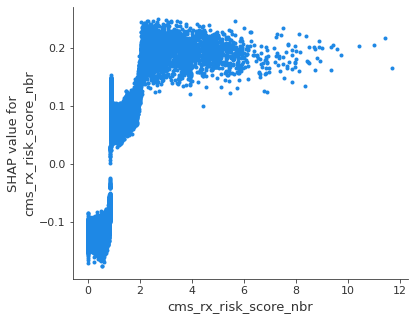 0.2
0.1
0.0
−0.1
SHAP value for
cms_rx_risk_score_nbr
0 2 4 6 8 10 12
cms_rx_risk_score_nbr